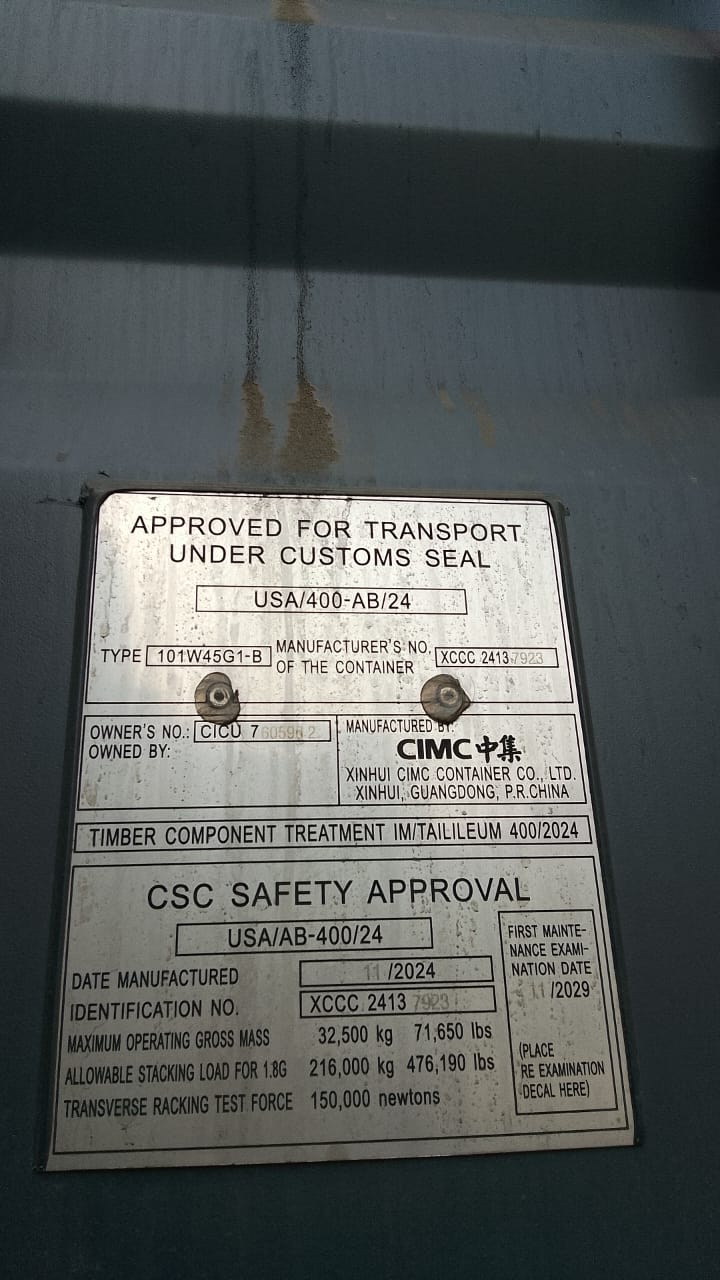 APPROVED FOR TRANSPORT
UNDER CUSTOMS SEAL
USA/400-AB/24
TYPE 101W45G1-B
MANUFACTURER'S NO.
OF THE CONTAINER
XCCC 2413 7923
OWNER'S NO.: CICU 7
OWNED BY:
MANUFACTURED BY:
CIMC 中集
XINHUI CIMC CONTAINER CO., LTD.
XINHUI, GUANGDONG, P.R.CHINA
TIMBER COMPONENT TREATMENT IM/TAILILEUM 400/2024
CSC SAFETY APPROVAL
USA/AB-400/24
DATE MANUFACTURED 11/2024
IDENTIFICATION NO. XCCC 2413 7923
MAXIMUM OPERATING GROSS MASS 32,500 kg 71,650 lbs
ALLOWABLE STACKING LOAD FOR 1.8G 216,000 kg 476,190 lbs
TRANSVERSE RACKING TEST FORCE 150,000 newtons
FIRST MAINTE-
NANCE EXAMI-
NATION DATE
11/2029
(PLACE
RE EXAMINATION
DECAL HERE)